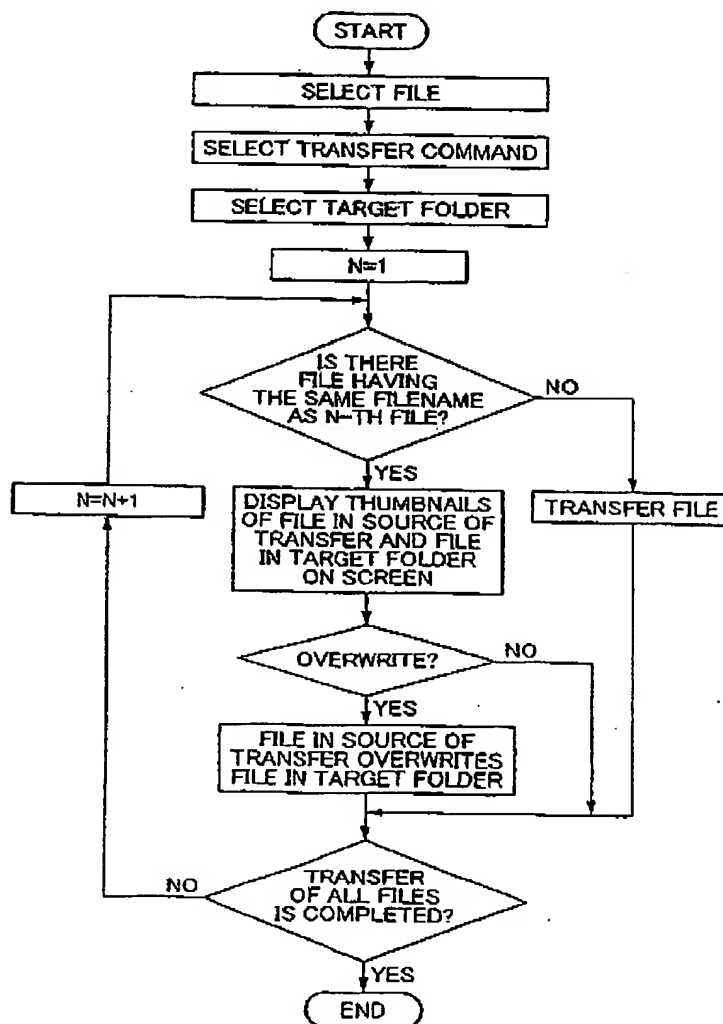 START
SELECT FILE
SELECT TRANSFER COMMAND
SELECT TARGET FOLDER
N=1
IS THERE
FILE HAVING
THE SAME FILENAME
AS N-TH FILE?
NO
YES
N=N+1
DISPLAY THUMBNAILS
OF FILE IN SOURCE OF
TRANSFER AND FILE
IN TARGET FOLDER
ON SCREEN
TRANSFER FILE
OVERWRITE?
NO
YES
FILE IN SOURCE OF
TRANSFER OVERWRITES
FILE IN TARGET FOLDER
NO
TRANSFER
OF ALL FILES
IS COMPLETED?
YES
END